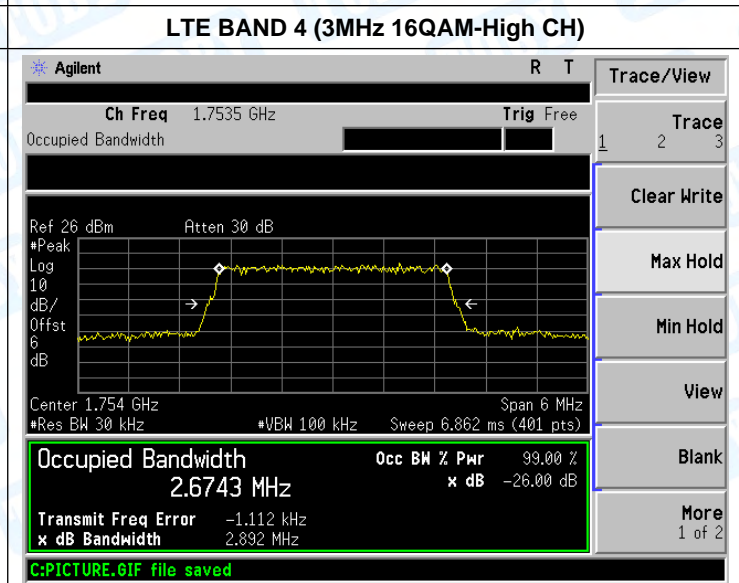 LTE BAND 4 (3MHz 16QAM-High CH)
Agilent R T
Ch Freq 1.7535 GHz Trig Free
Occupied Bandwidth
Ref 26 dBm Atten 30 dB
#Peak
Log
10
dB/
Offst
6
dB
Center 1.754 GHz Span 6 MHz
#Res BW 30 kHz #VBW 100 kHz Sweep 6.862 ms (401 pts)
Occupied Bandwidth Occ BW % Pwr 99.00 %
2.6743 MHz x dB -26.00 dB
Transmit Freq Error -1.112 kHz
x dB Bandwidth 2.892 MHz
C:PICTURE.GIF file saved
Trace/View
Trace
1 2 3
Clear Write
Max Hold
Min Hold
View
Blank
More
1 of 2